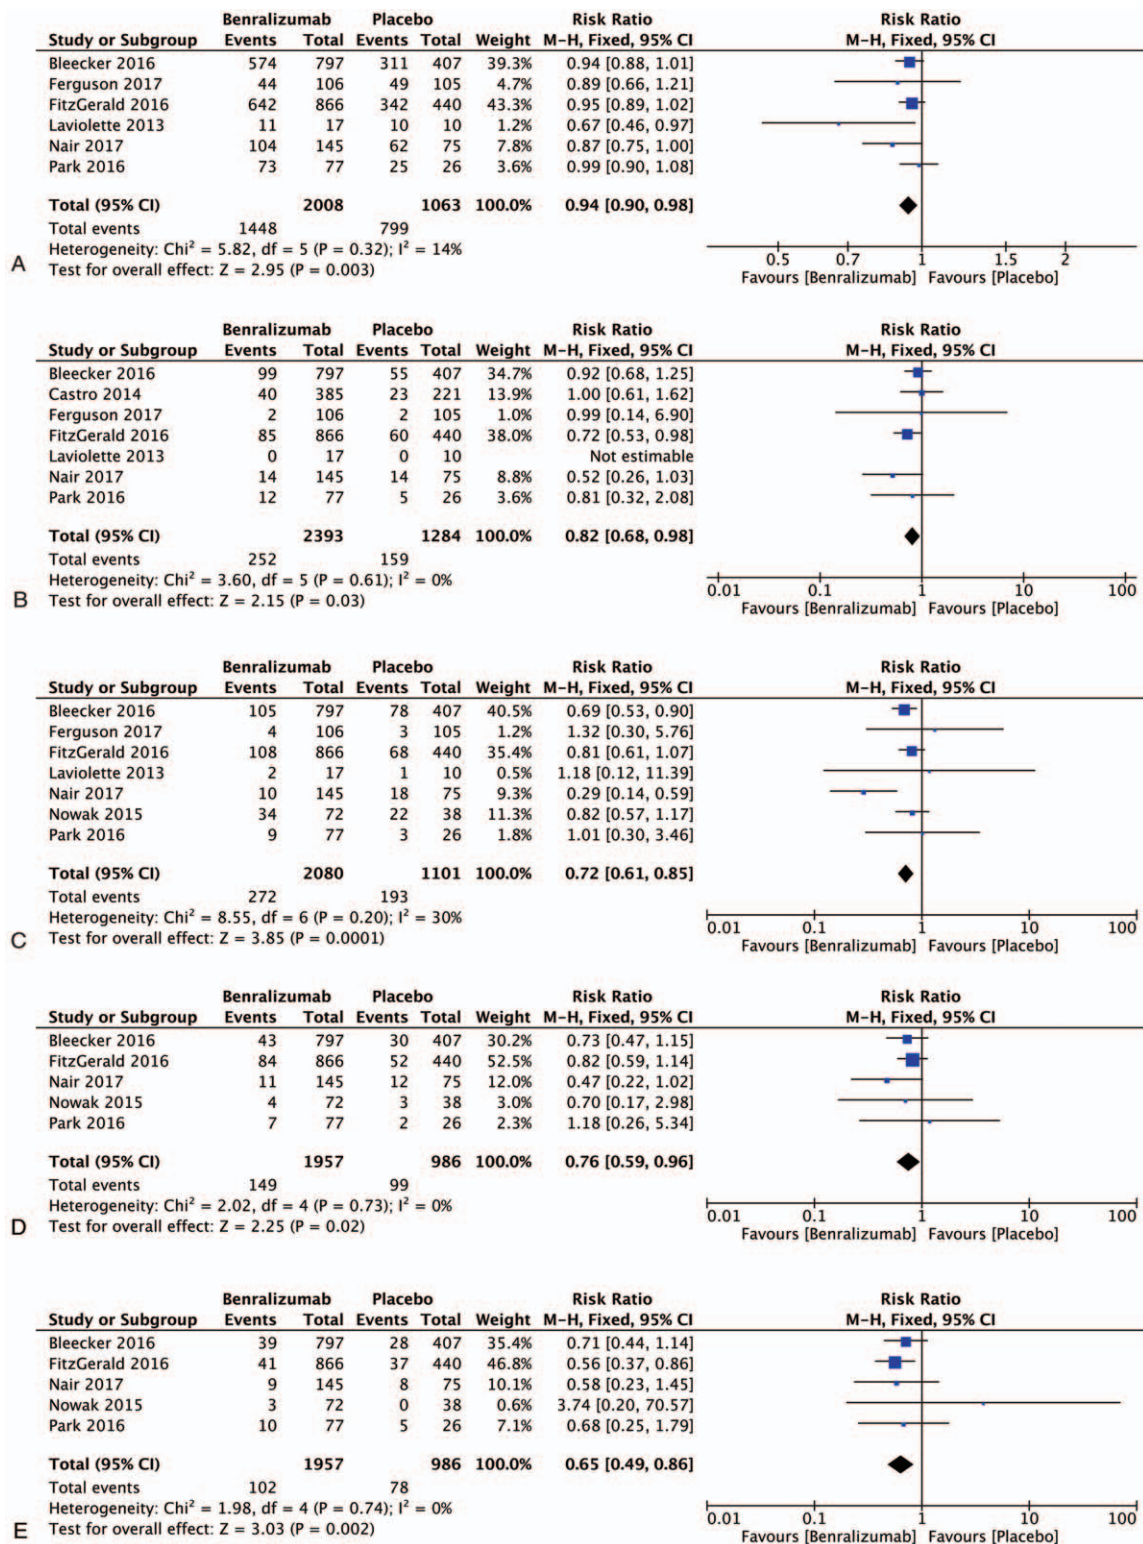 Benralizumab Placebo Risk Ratio Risk Ratio
Study or Subgroup Events Total Events Total Weight M-H, Fixed, 95% CI M-H, Fixed, 95% CI
Bleecker 2016 574 797 311 407 39.3% 0.94 [0.88, 1.01]
Ferguson 2017 44 106 49 105 4.7% 0.89 [0.66, 1.21]
FitzGerald 2016 642 866 342 440 43.3% 0.95 [0.89, 1.02]
Laviolette 2013 11 17 10 10 1.2% 0.67 [0.46, 0.97]
Nair 2017 104 145 62 75 7.8% 0.87 [0.75, 1.00]
Park 2016 73 77 25 26 3.6% 0.99 [0.90, 1.08]
Total (95% CI) 2008 1063 100.0% 0.94 [0.90, 0.98]
Total events 1448 799
Heterogeneity: Chi² = 5.82, df = 5 (P = 0.32); I² = 14%
Test for overall effect: Z = 2.95 (P = 0.003)
0.5 0.7 1 1.5 2
Favours [Benralizumab] Favours [Placebo]
A
Benralizumab Placebo Risk Ratio Risk Ratio
Study or Subgroup Events Total Events Total Weight M-H, Fixed, 95% CI M-H, Fixed, 95% CI
Bleecker 2016 99 797 55 407 34.7% 0.92 [0.68, 1.25]
Castro 2014 40 385 23 221 13.9% 1.00 [0.61, 1.62]
Ferguson 2017 2 106 2 105 1.0% 0.99 [0.14, 6.90]
FitzGerald 2016 85 866 60 440 38.0% 0.72 [0.53, 0.98]
Laviolette 2013 0 17 0 10 Not estimable
Nair 2017 14 145 14 75 8.8% 0.52 [0.26, 1.03]
Park 2016 12 77 5 26 3.6% 0.81 [0.32, 2.08]
Total (95% CI) 2393 1284 100.0% 0.82 [0.68, 0.98]
Total events 252 159
Heterogeneity: Chi² = 3.60, df = 5 (P = 0.61); I² = 0%
Test for overall effect: Z = 2.15 (P = 0.03)
0.01 0.1 1 10 100
Favours [Benralizumab] Favours [Placebo]
B
Benralizumab Placebo Risk Ratio Risk Ratio
Study or Subgroup Events Total Events Total Weight M-H, Fixed, 95% CI M-H, Fixed, 95% CI
Bleecker 2016 105 797 78 407 40.5% 0.69 [0.53, 0.90]
Ferguson 2017 4 106 3 105 1.2% 1.32 [0.30, 5.76]
FitzGerald 2016 108 866 68 440 35.4% 0.81 [0.61, 1.07]
Laviolette 2013 2 17 1 10 0.5% 1.18 [0.12, 11.39]
Nair 2017 10 145 18 75 9.3% 0.29 [0.14, 0.59]
Nowak 2015 34 72 22 38 11.3% 0.82 [0.57, 1.17]
Park 2016 9 77 3 26 1.8% 1.01 [0.30, 3.46]
Total (95% CI) 2080 1101 100.0% 0.72 [0.61, 0.85]
Total events 272 193
Heterogeneity: Chi² = 8.55, df = 6 (P = 0.20); I² = 30%
Test for overall effect: Z = 3.85 (P = 0.0001)
0.01 0.1 1 10 100
Favours [Benralizumab] Favours [Placebo]
C
Benralizumab Placebo Risk Ratio Risk Ratio
Study or Subgroup Events Total Events Total Weight M-H, Fixed, 95% CI M-H, Fixed, 95% CI
Bleecker 2016 43 797 30 407 30.2% 0.73 [0.47, 1.15]
FitzGerald 2016 84 866 52 440 52.5% 0.82 [0.59, 1.14]
Nair 2017 11 145 12 75 12.0% 0.47 [0.22, 1.02]
Nowak 2015 4 72 3 38 3.0% 0.70 [0.17, 2.98]
Park 2016 7 77 2 26 2.3% 1.18 [0.26, 5.34]
Total (95% CI) 1957 986 100.0% 0.76 [0.59, 0.96]
Total events 149 99
Heterogeneity: Chi² = 2.02, df = 4 (P = 0.73); I² = 0%
Test for overall effect: Z = 2.25 (P = 0.02)
0.01 0.1 1 10 100
Favours [Benralizumab] Favours [Placebo]
D
Benralizumab Placebo Risk Ratio Risk Ratio
Study or Subgroup Events Total Events Total Weight M-H, Fixed, 95% CI M-H, Fixed, 95% CI
Bleecker 2016 39 797 28 407 35.4% 0.71 [0.44, 1.14]
FitzGerald 2016 41 866 37 440 46.8% 0.56 [0.37, 0.86]
Nair 2017 9 145 8 75 10.1% 0.58 [0.23, 1.45]
Nowak 2015 3 72 0 38 0.6% 3.74 [0.20, 70.57]
Park 2016 10 77 5 26 7.1% 0.68 [0.25, 1.79]
Total (95% CI) 1957 986 100.0% 0.65 [0.49, 0.86]
Total events 102 78
Heterogeneity: Chi² = 1.98, df = 4 (P = 0.74); I² = 0%
Test for overall effect: Z = 3.03 (P = 0.002)
0.01 0.1 1 10 100
Favours [Benralizumab] Favours [Placebo]
E